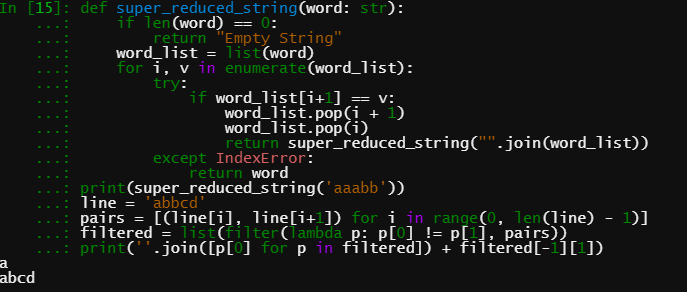 In [15]: def super_reduced_string(word: str):
    ...:     if len(word) == 0:
    ...:         return "Empty String"
    ...:     word_list = list(word)
    ...:     for i, v in enumerate(word_list):
    ...:         try:
    ...:             if word_list[i+1] == v:
    ...:                 word_list.pop(i + 1)
    ...:                 word_list.pop(i)
    ...:                 return super_reduced_string("".join(word_list))
    ...:         except IndexError:
    ...:             return word
    ...: print(super_reduced_string('aaabb'))
    ...: line = 'abbcd'
    ...: pairs = [(line[i], line[i+1]) for i in range(0, len(line) - 1)]
    ...: filtered = list(filter(lambda p: p[0] != p[1], pairs))
    ...: print(''.join([p[0] for p in filtered]) + filtered[-1][1])
a
abcd